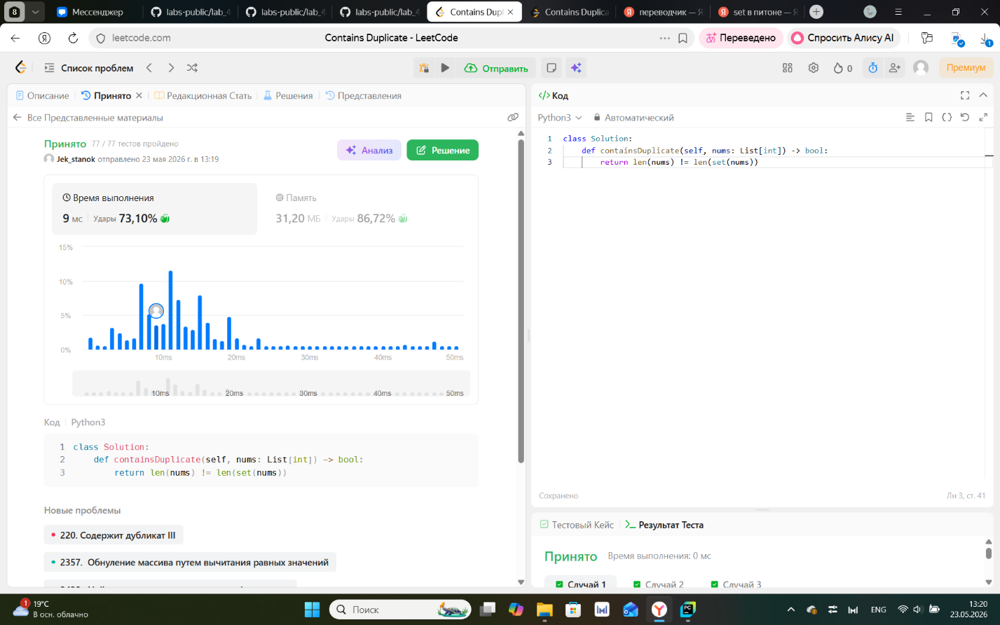 8
Мессенджер
labs-public/lab_4
labs-public/lab_4
labs-public/lab_4
Contains Dupl
Contains Duplica
переводчик — Я
set в питоне — Я
leetcode.com
Contains Duplicate - LeetCode
Переведено
Спросить Алису AI
1
Список проблем
Отправить
0
Премиум
Описание
Принято
Редакционная Стать
Решения
Представления
Все Представленные материалы
Принято 77 / 77 тестов пройдено
Jek_stanok отправлено 23 мая 2026 г. в 13:19
Анализ
Решение
Время выполнения
9 мс | Удары 73,10%
Память
31,20 МБ | Удары 86,72%
15%
10%
5%
0%
10ms 20ms 30ms 40ms 50ms
10ms 20ms 30ms 40ms 50ms
Код | Python3
1 class Solution:
2 def containsDuplicate(self, nums: List[int]) -> bool:
3 return len(nums) != len(set(nums))
Новые проблемы
220. Содержит дубликат III
2357. Обнуление массива путем вычитания равных значений
</> Код
Python3
Автоматический
1 class Solution:
2 def containsDuplicate(self, nums: List[int]) -> bool:
3 return len(nums) != len(set(nums))
Сохранено
Лн 3, ст. 41
Тестовый Кейс
Результат Теста
Принято Время выполнения: 0 мс
Случай 1
Случай 2
Случай 3
1
19°C
В осн. облачно
Поиск
PC
ENG
13:20
23.05.2026